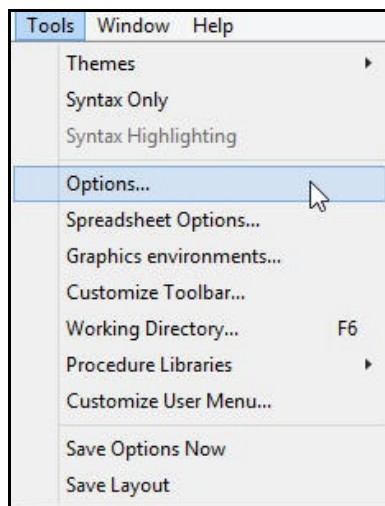 Tools Window Help
Themes
Syntax Only
Syntax Highlighting
Options...
Spreadsheet Options...
Graphics environments...
Customize Toolbar...
Working Directory... F6
Procedure Libraries
Customize User Menu...
Save Options Now
Save Layout